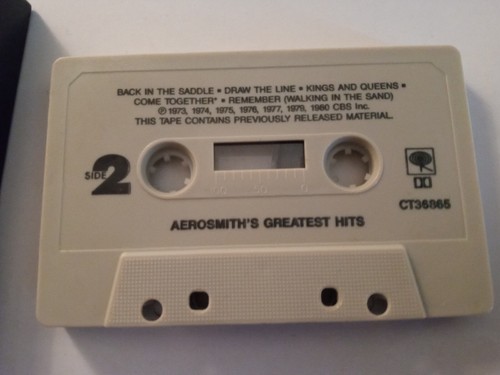 BACK IN THE SADDLE ▪ DRAW THE LINE ▪ KINGS AND QUEENS ▪
COME TOGETHER* ▪ REMEMBER (WALKING IN THE SAND)
℗ 1973, 1974, 1975, 1976, 1977, 1979, 1980 CBS Inc.
THIS TAPE CONTAINS PREVIOUSLY RELEASED MATERIAL.
SIDE 2
AEROSMITH'S GREATEST HITS
CT36865